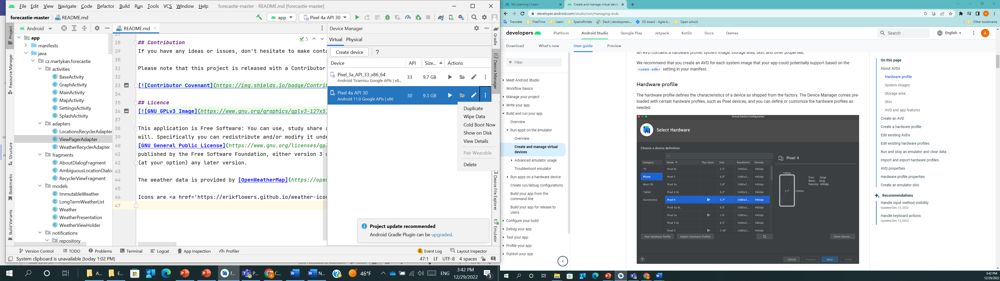 File Edit View Navigate Code Refactor Build Run Tools VCS Window Help forecastie-master - README.md [forecastie-master]
forecastie-master README.md app Pixel 4a API 30
Android README.md
app
manifests
java
cz.martykan.forecastie
activities
BaseActivity
GraphActivity
MainActivity
MapActivity
SettingsActivity
SplashActivity
adapters
LocationsRecyclerAdapter
ViewPagerAdapter
WeatherRecyclerAdapter
fragments
AboutDialogFragment
AmbiguousLocationDialog
RecyclerViewFragment
models
ImmutableWeather
LongTermWeatherList
Weather
WeatherPresentation
WeatherViewHolder
notifications
repository
Project
Resource Manager
Structure
Bookmarks
Build Variants
27
28 ## Contribution
29 If you have any ideas or issues, don't hesitate to make conta
30
31 Please note that this project is released with a Contributor
32
33 [![Contributor Covenant](https://img.shields.io/badge/Contrib
34
35 ## Licence
36 [![GNU GPLv3 Image](https://www.gnu.org/graphics/gplv3-127x51
37
38 This application is Free Software: You can use, study share a
39 will. Specifically you can redistribute and/or modify it unde
40 [GNU General Public License](https://www.gnu.org/licenses/gpl
41 published by the Free Software Foundation, either version 3 o
42 (at your option) any later version.
43
44 The weather data is provided by [OpenWeatherMap](https://open
45
46 Icons are <a href='https://erikflowers.github.io/weather-icon
47
5
Device Manager
Virtual Physical
Create device ?
Device API Size... Actions
Pixel_3a_API_33_x86_64
Android Tiramisu Google APIs | x8... 33 9.7 GB
Pixel 4a API 30
Android 11.0 Google APIs | x86 30 9.3 GB
Duplicate
Wipe Data
Cold Boot Now
Show on Disk
View Details
Pair Wearable
Delete
Project update recommended
Android Gradle Plugin can be upgraded.
Gradle
Device Manager
Device File Explorer
Emulator
Version Control TODO Problems Terminal Logcat App Inspection Profiler 2 Event Log Layout Inspector
System clipboard is unavailable (today 1:02 PM) 47:1 LF UTF-8 4 spaces
Give Feedback to Microsoft Notes 107%
A... E... f... P... C... N... 46°F ENG 3:42 PM
12/29/2022 3
My Learning | Learn Create and manage virtual devic
developer.android.com/studio/run/managing-avds
Translate FreeTime Learn EpamsPortals Slack | developmen... OS board - Agile b... Open school Other bookmarks
developers Platform Android Studio Google Play Jetpack Kotlin Docs Games Search English A
Download What's new User guide Preview
Filter
Meet Android Studio
Workflow basics
Manage your project
Write your app
Build and run your app
Overview
Run apps on the emulator
Overview
Create and manage virtual
devices
Advanced emulator usage
Troubleshoot emulator
Run apps on a hardware device
Create run/debug configurations
Build your app from the
command line
Build your app for release to
users
Configure your build
Debug your app
Test your app
Profile your app
Publish your app
An AVD contains a hardware profile, system image, storage area, skin, and other properties.
We recommend that you create an AVD for each system image that your app could potentially support based on the
<uses-sdk> setting in your manifest.
Hardware profile
The hardware profile defines the characteristics of a device as shipped from the factory. The Device Manager comes pre-
loaded with certain hardware profiles, such as Pixel devices, and you can define or customize the hardware profiles as
needed.
Virtual Device Configuration
Select Hardware
Choose a device definition
Category Name Play Store Size Resolution Density
TV
Phone
Wear OS
Tablet
Automotive
Pixel XL 5.5" 1440x2... 560dpi
Pixel 5 6.0" 1080x2... 440dpi
Pixel 4a 5.8" 1080x2... 440dpi
Pixel 4 XL 6.3" 1440x3... 560dpi
Pixel 4 5.7" 1080x2... 440dpi
Pixel 3a XL 6.0" 1080x2... 400dpi
Pixel 3a 5.6" 1080x2... 440dpi
Pixel 3 XL 6.3" 1440x2... 560dpi
Pixel 3 5.46" 1080x2... 440dpi
Pixel 4
1080px
5.7" 2280px
Size: large
Ratio: long
Density: 440dpi
New Hardware Profile Import Hardware Profiles Clone Device...
? Cancel Previous Next Finish
On this page
About AVDs
Hardware profile
System images
Storage area
Skin
AVD and app features
Create an AVD
Create a hardware profile
Edit existing AVDs
Edit existing hardware profiles
Run and stop an emulator and clear data
Import and export hardware profiles
AVD properties
Hardware profile properties
Create an emulator skin
Recommendations
Handle input method visibility
Updated Dec 13, 2022
Handle keyboard actions
Updated Dec 13, 2022
3:42 PM
12/29/2022